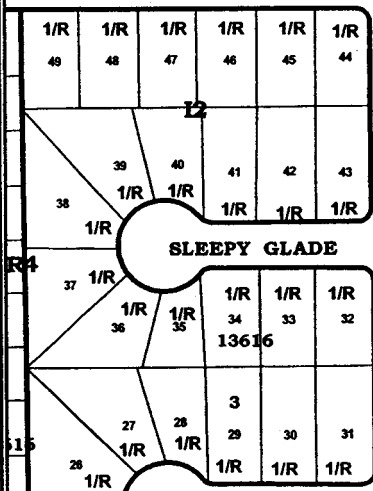 1/R 1/R 1/R 1/R 1/R 1/R
49 48 47 46 45 44
12
39 40 41 42 43
1/R 1/R 1/R 1/R 1/R
38
1/R
SLEEPY GLADE
R4
37 1/R
1/R 1/R 1/R 1/R 1/R
36 35 34 33 32
13616
3
27 28 29 30 31
1/R 1/R 1/R 1/R 1/R
26
1/R